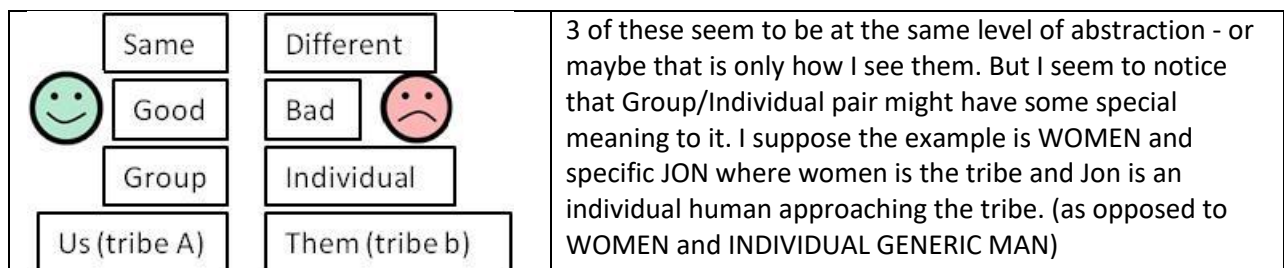 Same Different
Good Bad
Group Individual
Us (tribe A) Them (tribe b)
3 of these seem to be at the same level of abstraction - or
maybe that is only how I see them. But I seem to notice
that Group/Individual pair might have some special
meaning to it. I suppose the example is WOMEN and
specific JON where women is the tribe and Jon is an
individual human approaching the tribe. (as opposed to
WOMEN and INDIVIDUAL GENERIC MAN)